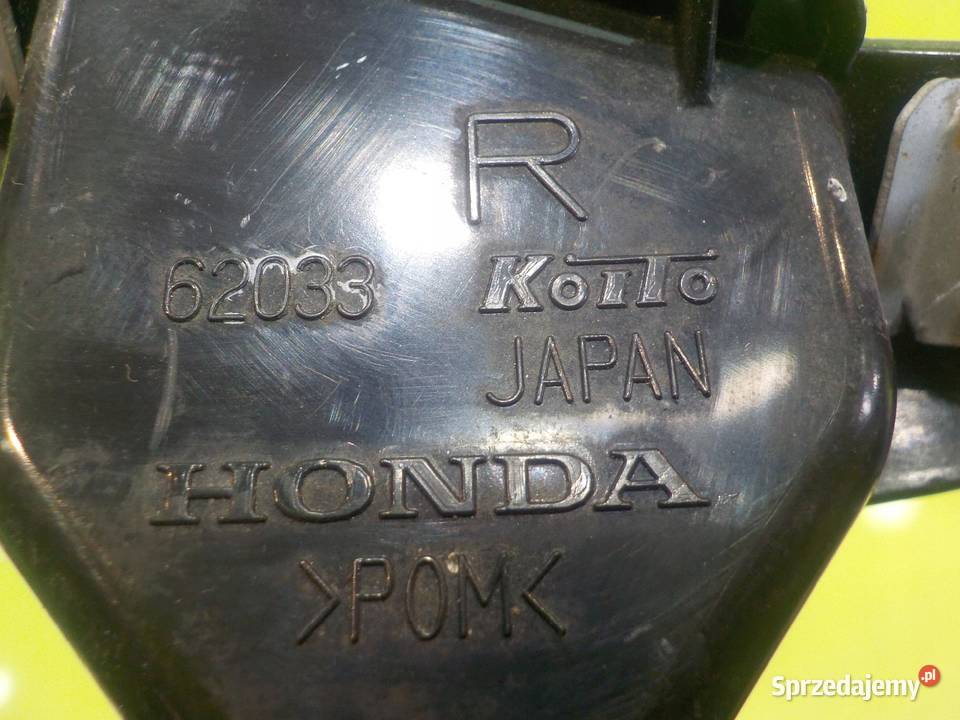 R
62033 KOITO
JAPAN
HONDA
>POM<
Sprzedajemy.pl